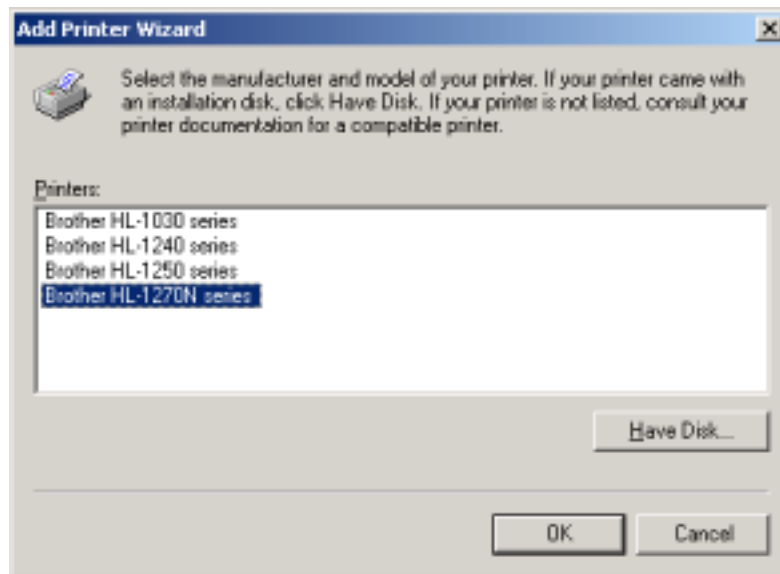 Add Printer Wizard
Select the manufacturer and model of your printer. If your printer came with
an installation disk, click Have Disk. If your printer is not listed, consult your
printer documentation for a compatible printer.
Printers:
Brother HL-1030 series
Brother HL-1240 series
Brother HL-1250 series
Brother HL-1270N series
Have Disk...
OK
Cancel